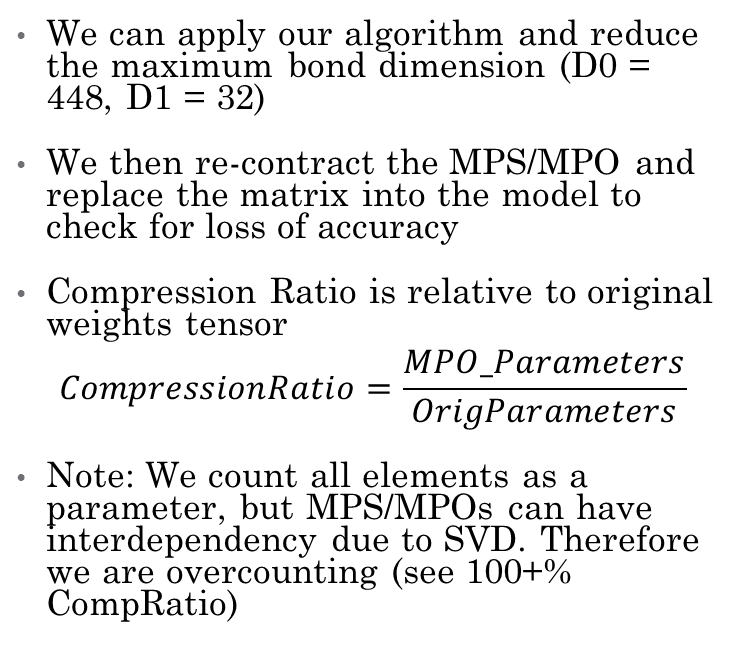 • We can apply our algorithm and reduce
the maximum bond dimension (D0 =
448, D1 = 32)
• We then re-contract the MPS/MPO and
replace the matrix into the model to
check for loss of accuracy
• Compression Ratio is relative to original
weights tensor
CompressionRatio = MPO_Parameters / OrigParameters
• Note: We count all elements as a
parameter, but MPS/MPOs can have
interdependency due to SVD. Therefore
we are overcounting (see 100+%
CompRatio)